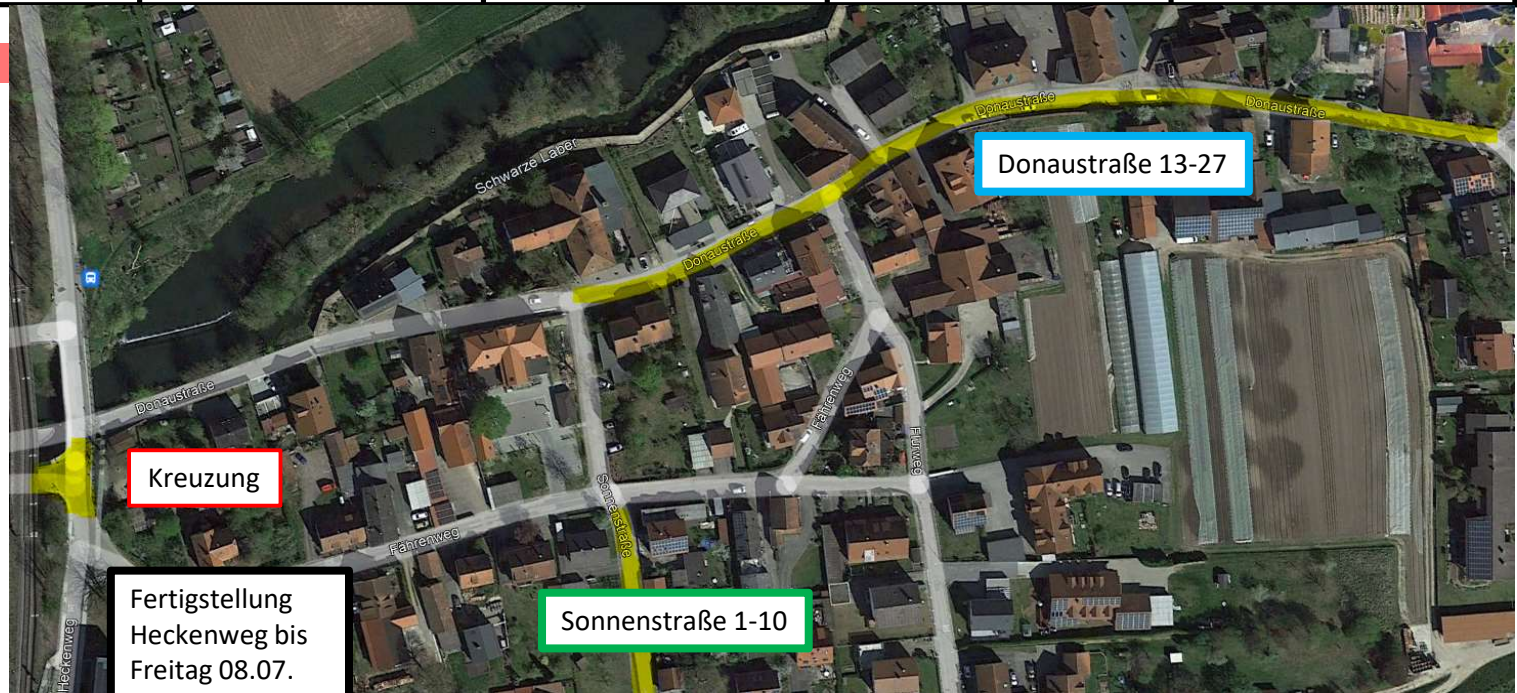 Donaustraße
Donaustraße
Schwarze Laber
Donaustraße 13-27
Donaustraße
Donaustraße
Fährenweg
Flurweg
Kreuzung
Sonnenstraße
Fährenweg
Fertigstellung
Heckenweg bis
Freitag 08.07.
Sonnenstraße 1-10
Heckenweg